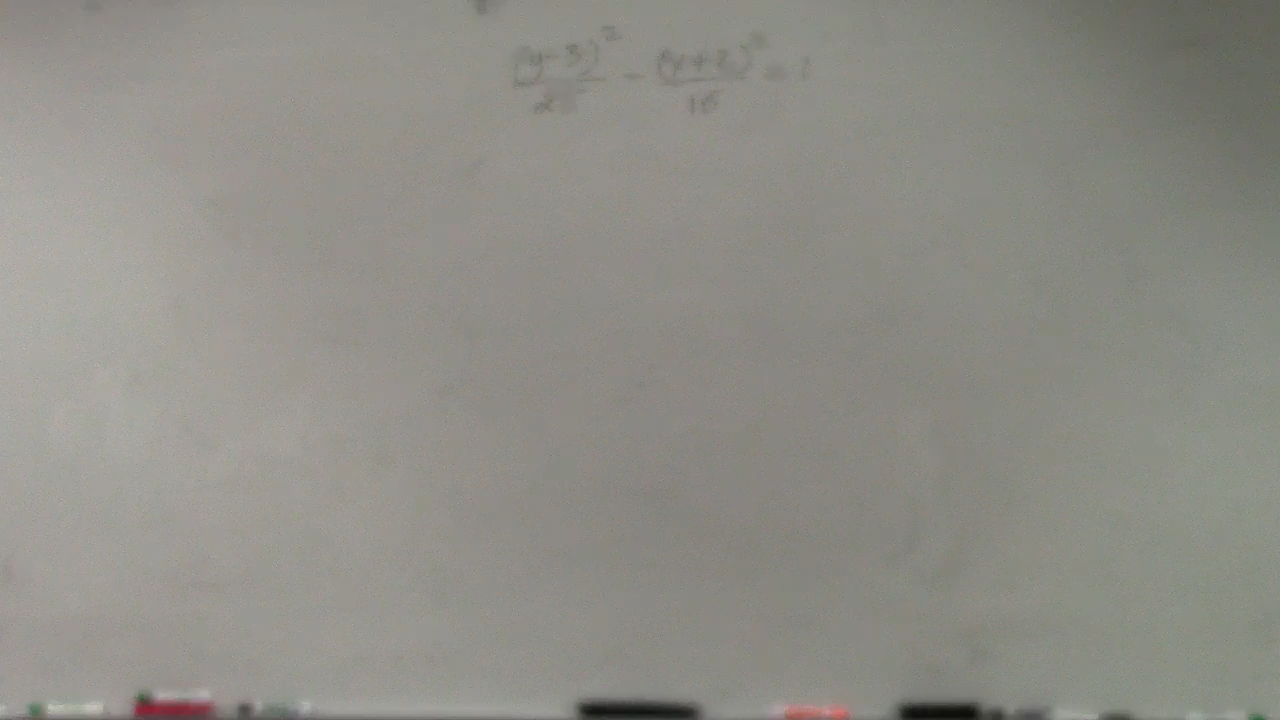 (y-3)² / 25 - (x+2)² / 16 = 1